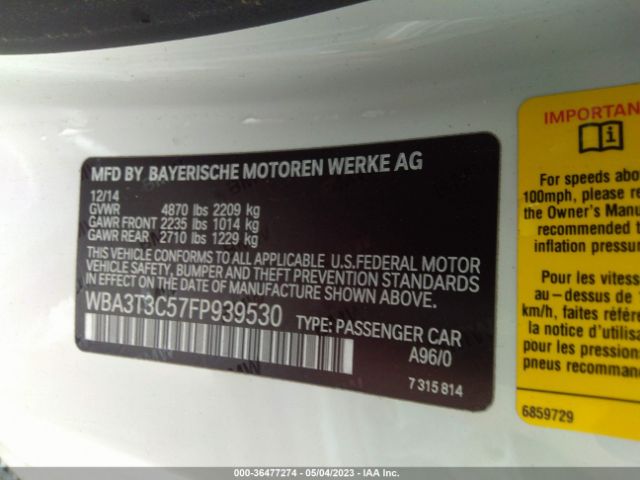 MFD BY BAYERISCHE MOTOREN WERKE AG
12/14
GVWR 4870 lbs 2209 kg
GAWR FRONT 2235 lbs 1014 kg
GAWR REAR 2710 lbs 1229 kg
THIS VEHICLE CONFORMS TO ALL APPLICABLE U.S.FEDERAL MOTOR
VEHICLE SAFETY, BUMPER AND THEFT PREVENTION STANDARDS
IN EFFECT ON THE DATE OF MANUFACTURE SHOWN ABOVE.
WBA3T3C57FP939530 TYPE: PASSENGER CAR
A96/0
7 315 814
IMPORTAN
For speeds abo
100mph, please re
the Owner's Manua
recommended t
inflation pressur
Pour les vitess
au - dessus de
km/h, faites référe
la notice d'utilis
pour les pression
pneus recomman
6859729
000-36477274 - 05/04/2023 - IAA Inc.